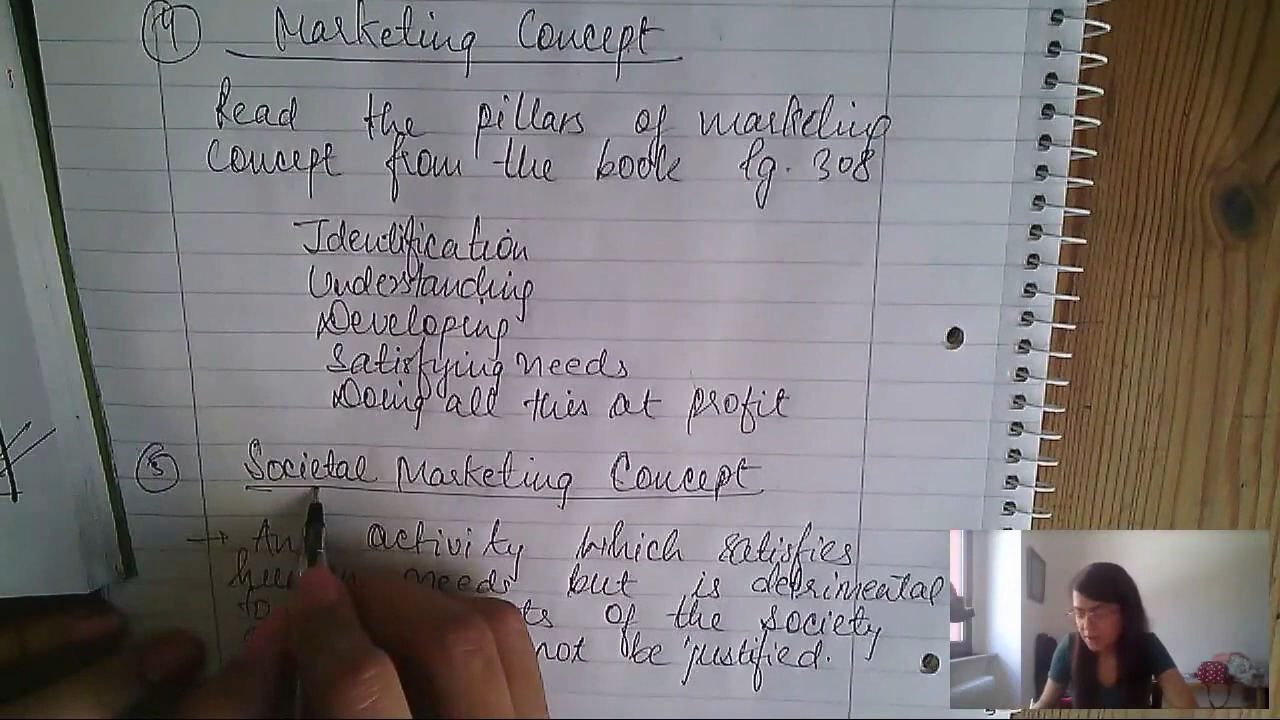 4 Marketing Concept
Read the pillars of marketing
Concept from the book Pg. 308
Identification
Understanding
Developing
Satisfying needs
Doing all this at profit
5 Societal Marketing Concept
→ Any activity which satisfies
needs but is detrimental
of the society
not be justified.